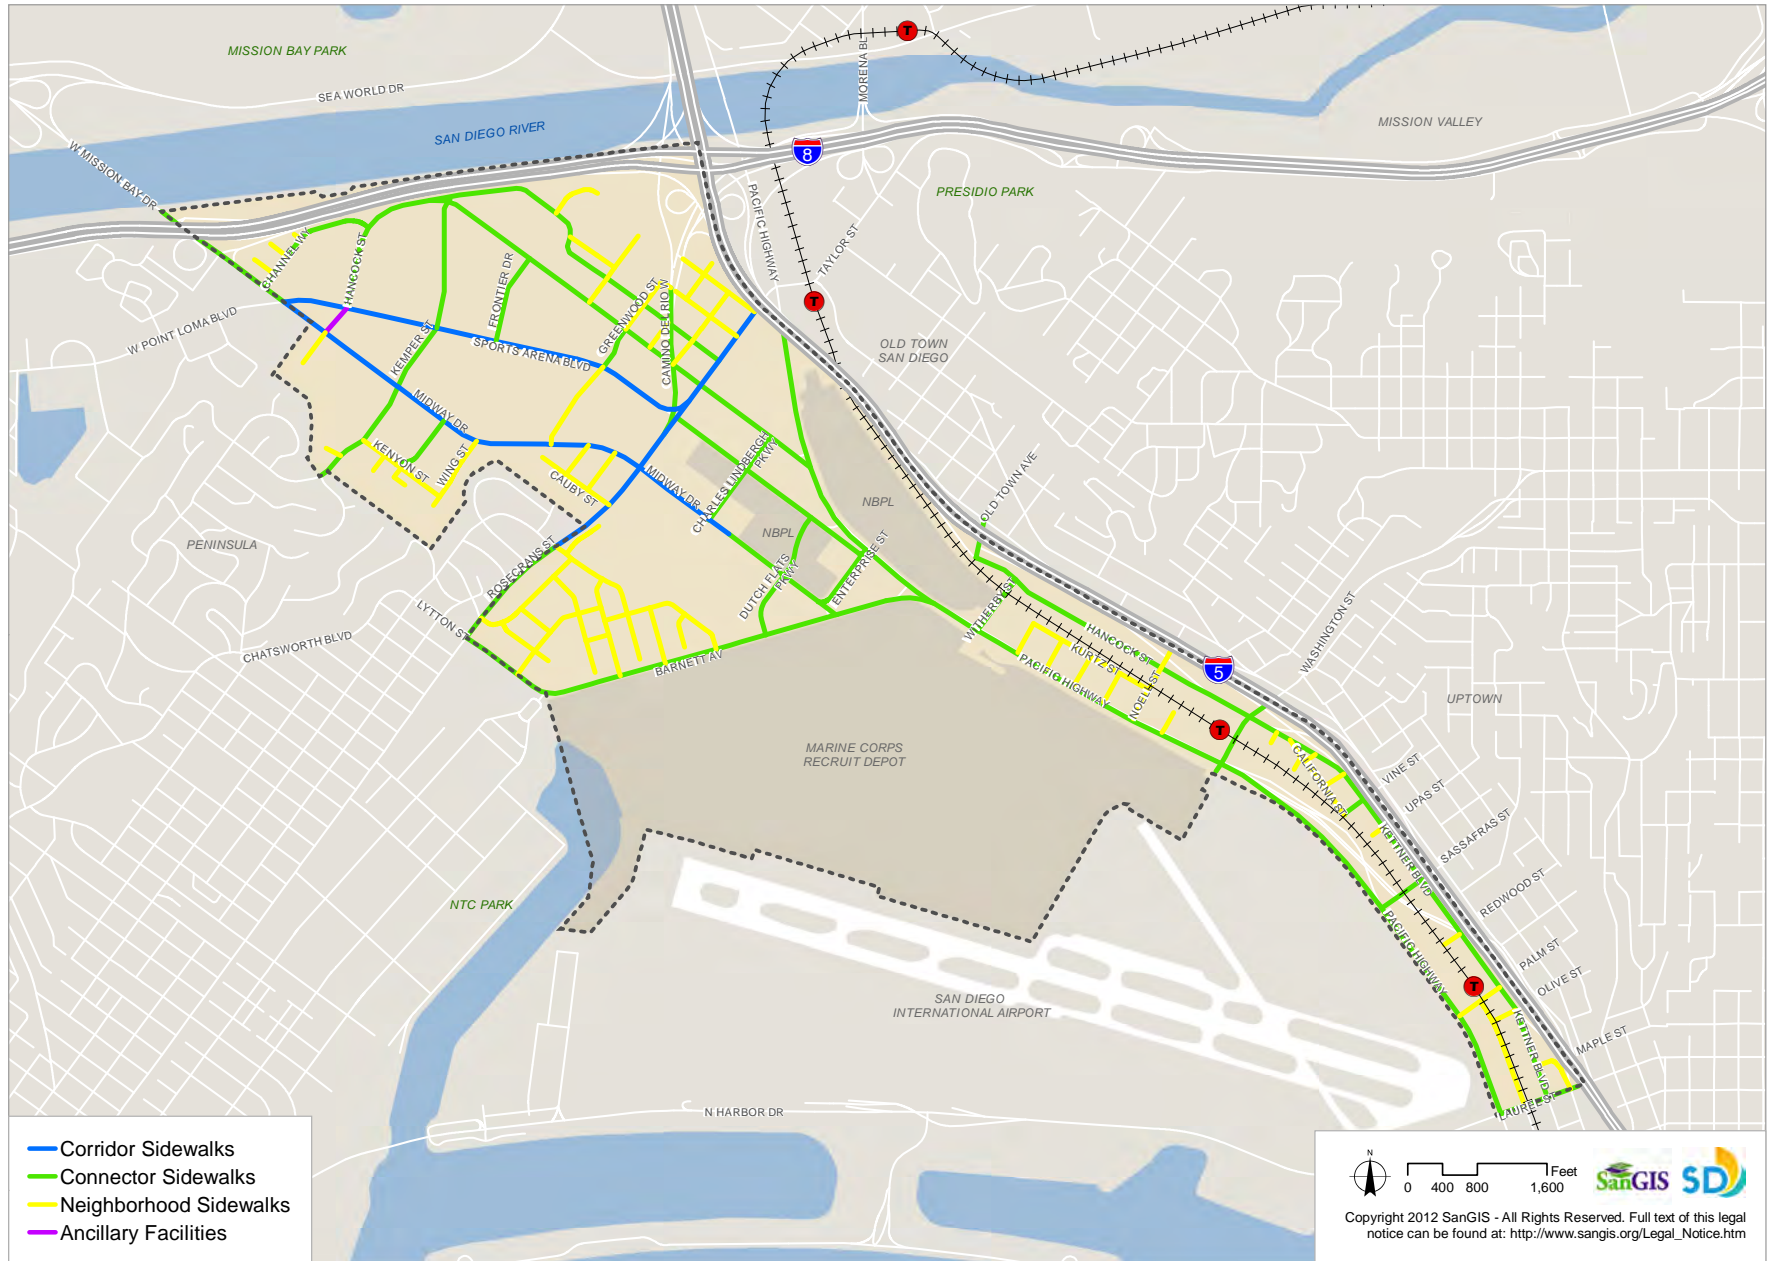 MISSION BAY PARK
SEA WORLD DR
SAN DIEGO RIVER
W MISSION BAY DR
MORENA BL
T
8
MISSION VALLEY
PRESIDIO PARK
PACIFIC HIGHWAY
TAYLOR ST
T
OLD TOWN
SAN DIEGO
CHANNEL WY
HANCOCK ST
W POINT LOMA BLVD
FRONTIER DR
KEMPER ST
SPORTS ARENA BLVD
GREENWOOD ST
CAMINO DEL RIO W
MIDWAY DR
KENYON ST
WING ST
CAUBY ST
MIDWAY DR
CHARLES LINDBERGH
PKWY
NBPL
NBPL
OLD TOWN AVE
PENINSULA
ROSECRANS ST
LYTTON ST
CHATSWORTH BLVD
DUTCH FLATS
PKWY
ENTERPRISE ST
BARNETT AV
WITHERBY ST
HANCOCK ST
KURTZ ST
PACIFIC HIGHWAY
NOELL ST
WASHINGTON ST
5
UPTOWN
T
MARINE CORPS
RECRUIT DEPOT
CALIFORNIA ST
VINE ST
UPAS ST
SASSAFRAS ST
KETTNER BLVD
REDWOOD ST
PALM ST
OLIVE ST
PACIFIC HIGHWAY
T
KETTNER BLVD
MAPLE ST
LAUREL ST
NTC PARK
SAN DIEGO
INTERNATIONAL AIRPORT
N HARBOR DR
Corridor Sidewalks
Connector Sidewalks
Neighborhood Sidewalks
Ancillary Facilities
N
Feet
0 400 800 1,600
SanGIS SD
Copyright 2012 SanGIS - All Rights Reserved. Full text of this legal
notice can be found at: http://www.sangis.org/Legal_Notice.htm